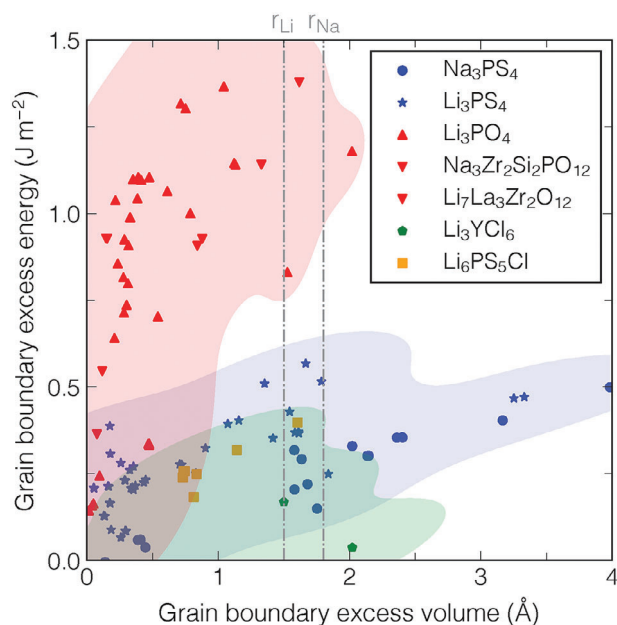 r_Li r_Na
1.5
1.0
0.5
0.0
Grain boundary excess energy (J m⁻²)
Na₃PS₄
Li₃PS₄
Li₃PO₄
Na₃Zr₂Si₂PO₁₂
Li₇La₃Zr₂O₁₂
Li₃YCl₆
Li₆PS₅Cl
0 1 2 3 4
Grain boundary excess volume (Å)